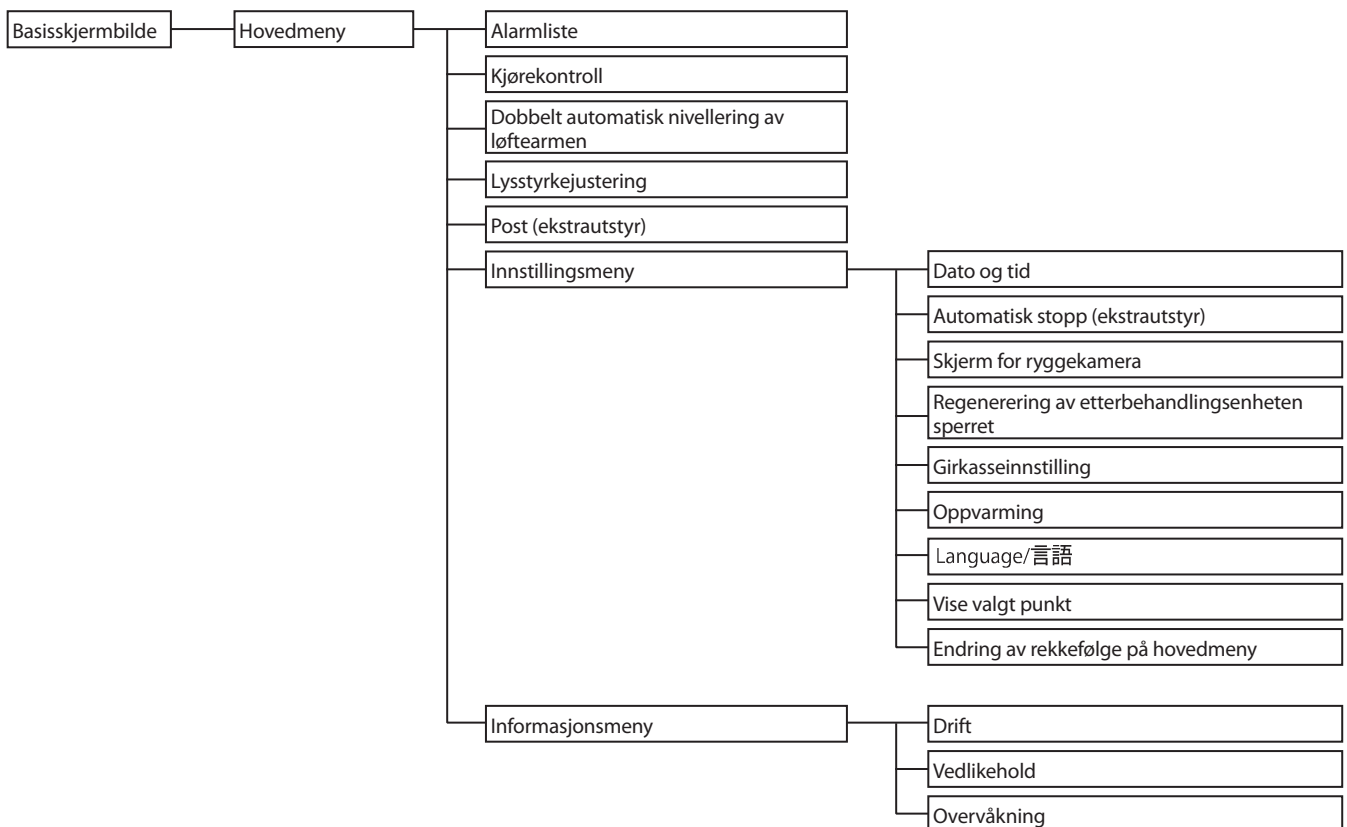 Basisskjermbilde
Hovedmeny
Alarmliste
Kjørekontroll
Dobbelt automatisk nivellering av
løftearmen
Lysstyrkejustering
Post (ekstrautstyr)
Innstillingsmeny
Dato og tid
Automatisk stopp (ekstrautstyr)
Skjerm for ryggekamera
Regenerering av etterbehandlingsenheten
sperret
Girkasseinnstilling
Oppvarming
Language/言語
Vise valgt punkt
Endring av rekkefølge på hovedmeny
Informasjonsmeny
Drift
Vedlikehold
Overvåkning